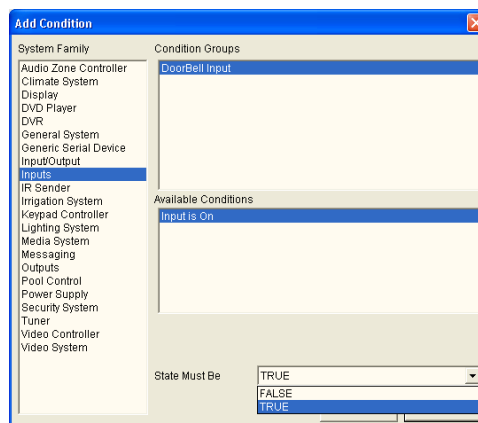 Add Condition
System Family
Audio Zone Controller
Climate System
Display
DVD Player
DVR
General System
Generic Serial Device
Input/Output
Inputs
IR Sender
Irrigation System
Keypad Controller
Lighting System
Media System
Messaging
Outputs
Pool Control
Power Supply
Security System
Tuner
Video Controller
Video System
Condition Groups
DoorBell Input
Available Conditions
Input is On
State Must Be
TRUE
FALSE
TRUE